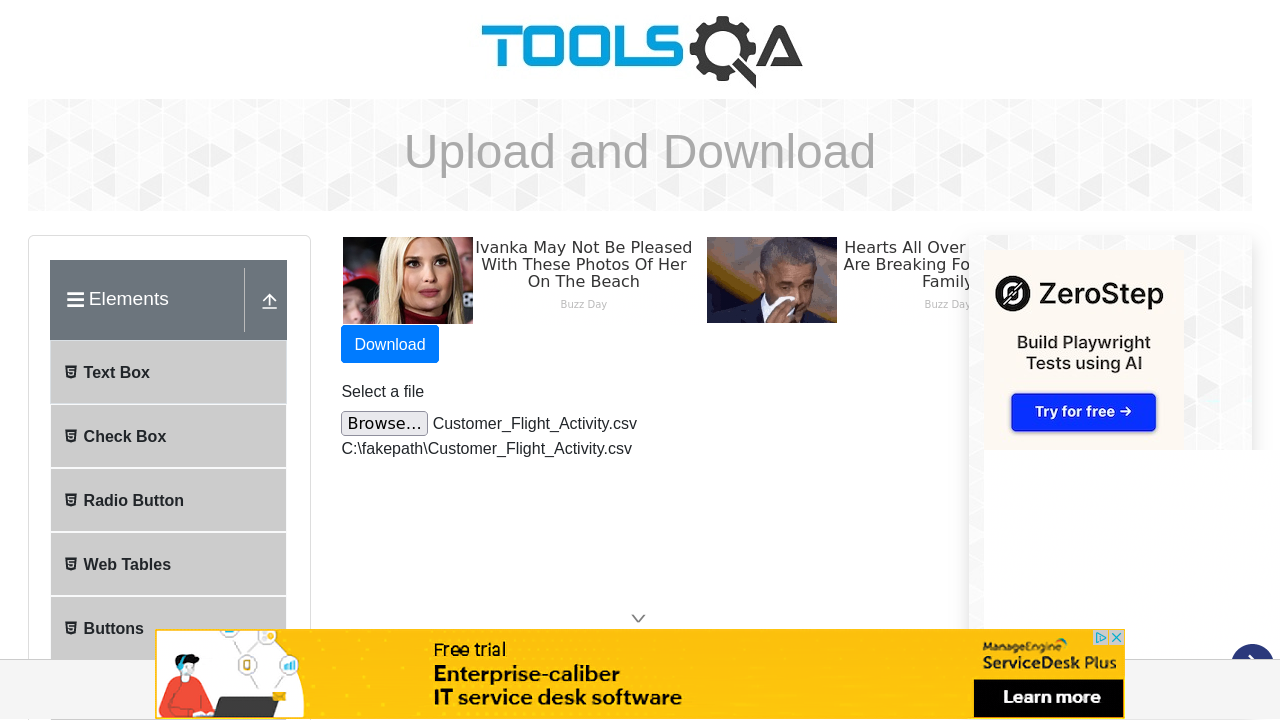 TOOLSQA
Upload and Download
Elements
Text Box
Check Box
Radio Button
Web Tables
Buttons
Ivanka May Not Be Pleased
With These Photos Of Her
On The Beach
Buzz Day
Hearts All Over
Are Breaking Fo
Family
Buzz Day
Download
Select a file
Browse... Customer_Flight_Activity.csv
C:\fakepath\Customer_Flight_Activity.csv
ZeroStep
Build Playwright
Tests using AI
Try for free →
Free trial
Enterprise-caliber
IT service desk software
ManageEngine
ServiceDesk Plus
Learn more